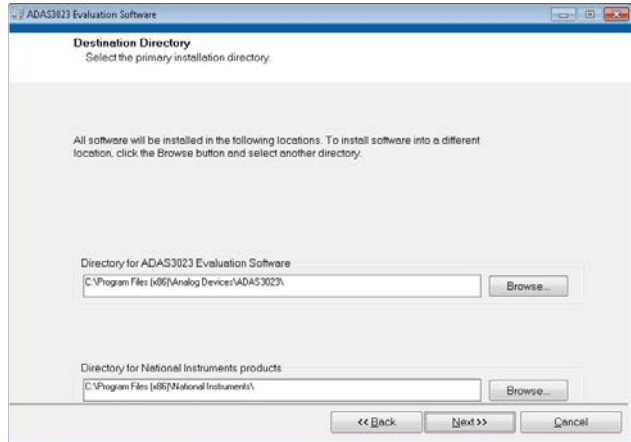 ADAS3023 Evaluation Software
Destination Directory
Select the primary installation directory.
All software will be installed in the following locations. To install software into a different
location, click the Browse button and select another directory.
Directory for ADAS3023 Evaluation Software
C:\Program Files (x86)\Analog Devices\ADAS3023\
Browse...
Directory for National Instruments products
C:\Program Files (x86)\National Instruments\
Browse...
<< Back
Next >>
Cancel